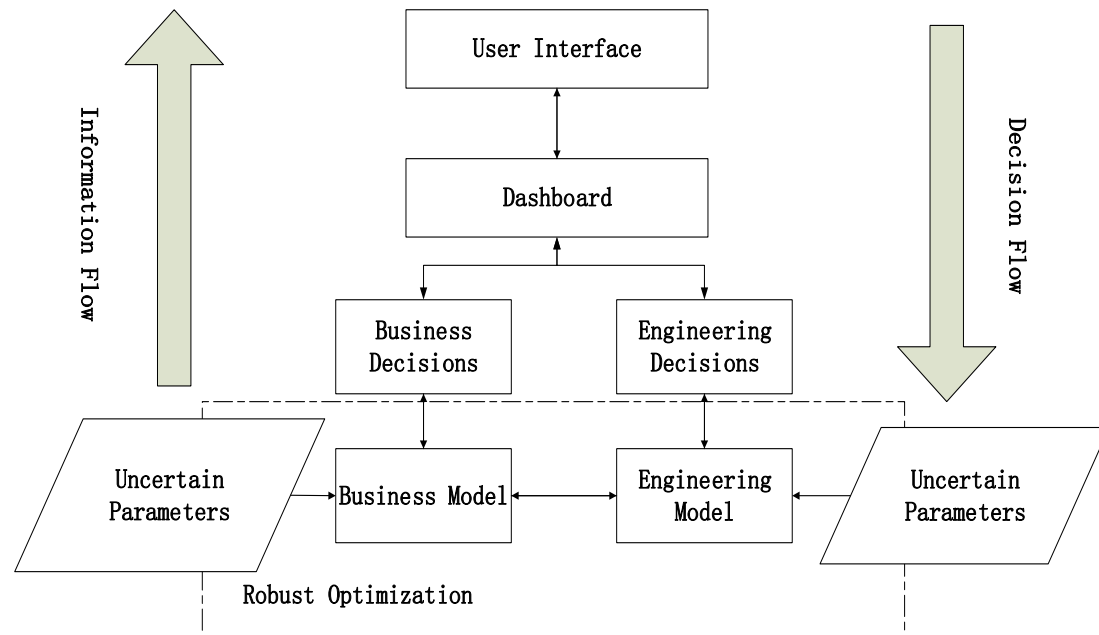 User Interface
Information Flow
Decision Flow
Dashboard
Business
Decisions
Engineering
Decisions
Uncertain
Parameters
Business Model
Engineering
Model
Uncertain
Parameters
Robust Optimization